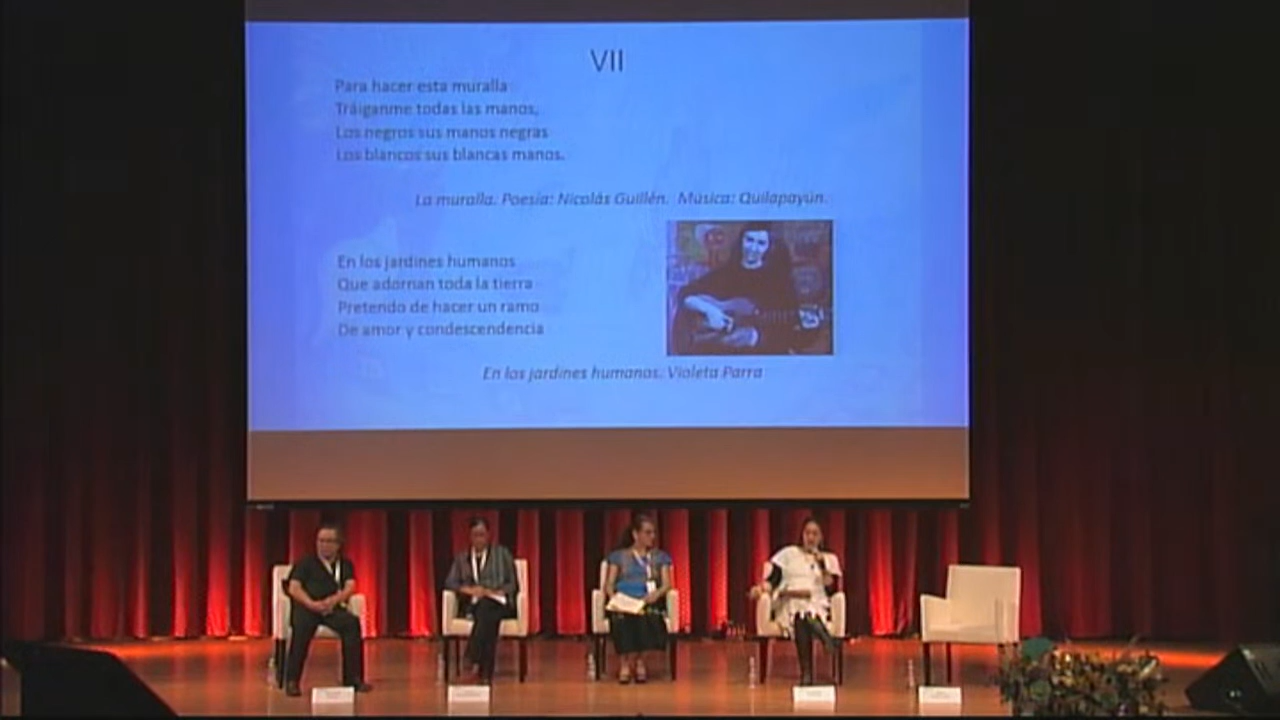 VII
Para hacer esta muralla
Tráiganme todas las manos,
Los negros sus manos negras
Los blancos sus blancas manos.
La muralla. Poesía: Nicolás Guillén. Música: Quilapayún.
En los jardines humanos
Que adornan toda la tierra
Pretendo de hacer un ramo
De amor y condescendencia
En los jardines humanos. Violeta Parra